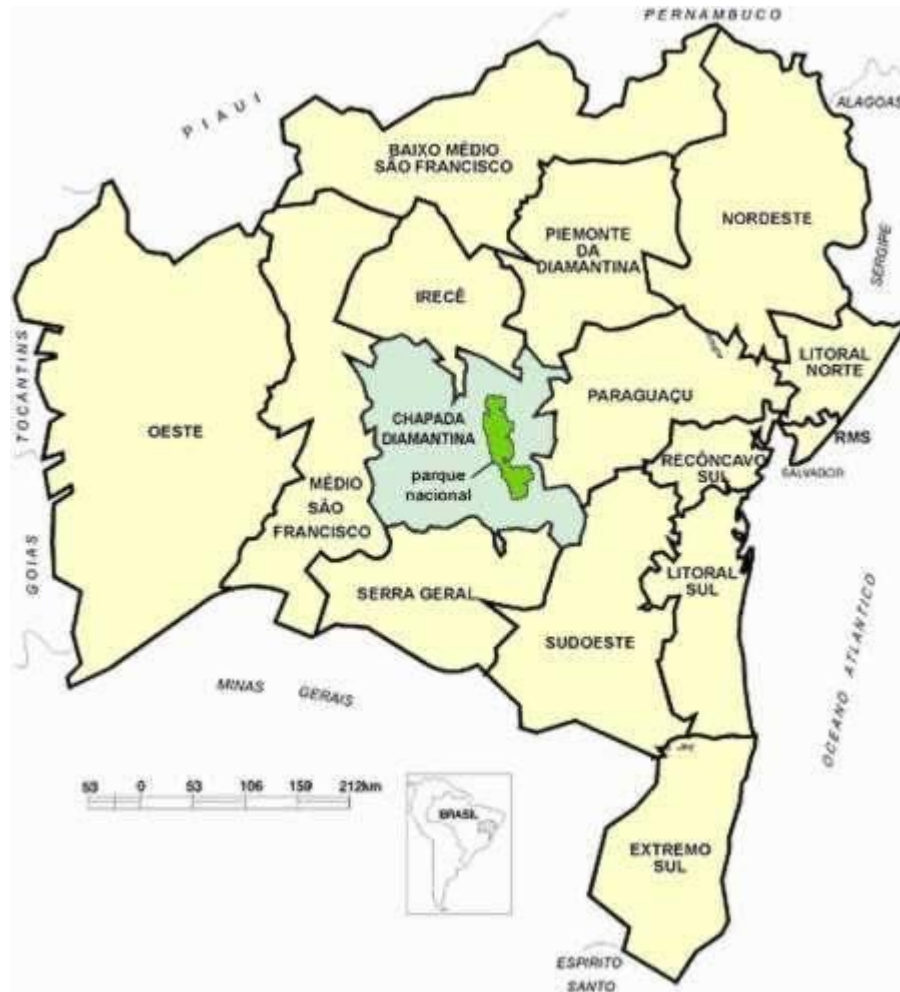 PERNAMBUCO
PIAUI
ALAGOAS
BAIXO MÉDIO
SÃO FRANCISCO
NORDESTE
PIEMONTE
DA
DIAMANTINA
SERGIPE
IRECÊ
TOCANTINS
LITORAL
NORTE
PARAGUAÇU
CHAPADA
DIAMANTINA
OESTE
RMS
RECÔNCAVO
SUL
SALVADOR
parque
nacional
MÉDIO
SÃO
FRANCISCO
GOIAS
LITORAL
SUL
SERRA GERAL
SUDOESTE
OCEANO ATLANTICO
MINAS GERAIS
53 0 53 106 159 212km
BRASIL
EXTREMO
SUL
ESPIRITO
SANTO